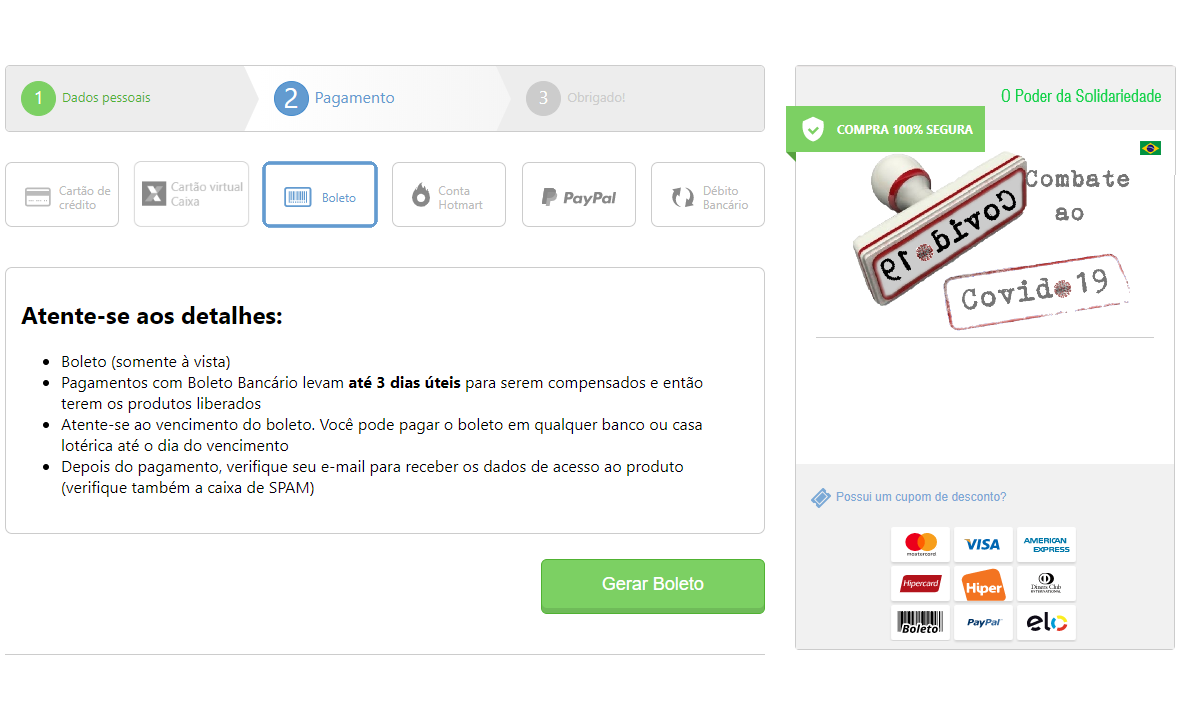 1 Dados pessoais
2 Pagamento
3 Obrigado!
Cartão de
crédito
Cartão virtual
Caixa
Boleto
Conta
Hotmart
PayPal
Débito
Bancário
Atente-se aos detalhes:
Boleto (somente à vista)
Pagamentos com Boleto Bancário levam até 3 dias úteis para serem compensados e então
terem os produtos liberados
Atente-se ao vencimento do boleto. Você pode pagar o boleto em qualquer banco ou casa
lotérica até o dia do vencimento
Depois do pagamento, verifique seu e-mail para receber os dados de acesso ao produto
(verifique também a caixa de SPAM)
Gerar Boleto
O Poder da Solidariedade
COMPRA 100% SEGURA
Combate
ao
Covid 19
Covid 19
Possui um cupom de desconto?
mastercard
VISA
AMERICAN
EXPRESS
Hipercard
Hiper
Diners Club
INTERNATIONAL
Boleto
PayPal
elo